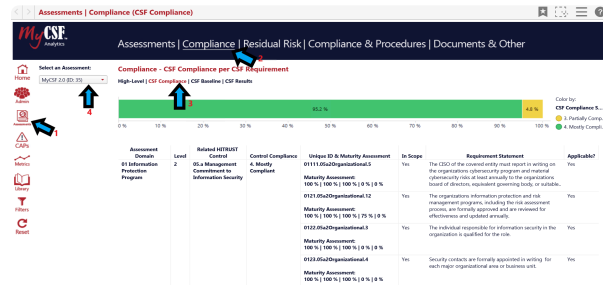 Assessments | Compliance (CSF Compliance)
MyCSF.
Analytics
Assessments | Compliance | Residual Risk | Compliance & Procedures | Documents & Other
2
Home
Admin
Assessments
CAPs
Metrics
Library
Filters
Reset
1
Select an Assessment:
MyCSF 2.0 (ID: 35)
4
Compliance - CSF Compliance per CSF Requirement
High-Level | CSF Compliance | CSF Baseline | CSF Results
3
95.2 %
4.8 %
0 % 10 % 20 % 30 % 40 % 50 % 60 % 70 % 80 % 90 % 100 %
Color by:
CSF Compliance S...
3. Partially Comp.
4. Mostly Compli.
Assessment Domain Level Related HITRUST Control Control Compliance Unique ID & Maturity Assessment In Scope Requirement Statement Applicable?
01 Information Protection Program 2 05.a Management Commitment to Information Security 4. Mostly Compliant
01111.05a2Organizational.5 Yes The CISO of the covered entity must report in writing on Yes
the organizations cybersecurity program and material
Maturity Assessment: cybersecurity risks at least annually to the organizations
100 % | 100 % | 100 % | 0 % | 0 % board of directors, equivalent governing body, or suitable..
0121.05a2Organizational.12 Yes The organizations information protection and risk Yes
management programs, including the risk assessment
Maturity Assessment: process, are formally approved and are reviewed for
100 % | 100 % | 100 % | 75 % | 0 % effectiveness and updated annually.
0122.05a2Organizational.3 Yes The individual responsible for information security in the Yes
organization is qualified for the role.
Maturity Assessment:
100 % | 100 % | 100 % | 0 % | 0 %
0123.05a2Organizational.4 Yes Security contacts are formally appointed in writing for Yes
each major organizational area or business unit.
Maturity Assessment:
100 % | 100 % | 100 % | 0 % | 0 %